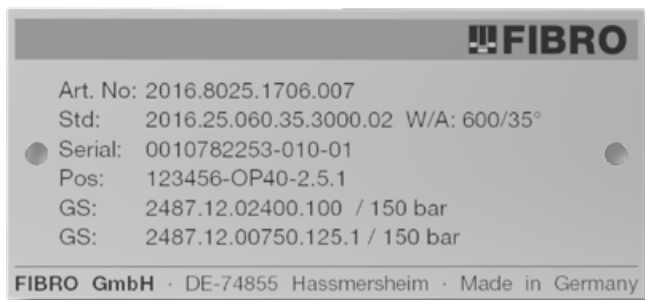 FIBRO
Art. No: 2016.8025.1706.007
Std: 2016.25.060.35.3000.02 W/A: 600/35°
Serial: 0010782253-010-01
Pos: 123456-OP40-2.5.1
GS: 2487.12.02400.100 / 150 bar
GS: 2487.12.00750.125.1 / 150 bar
FIBRO GmbH · DE-74855 Hassmersheim · Made in Germany